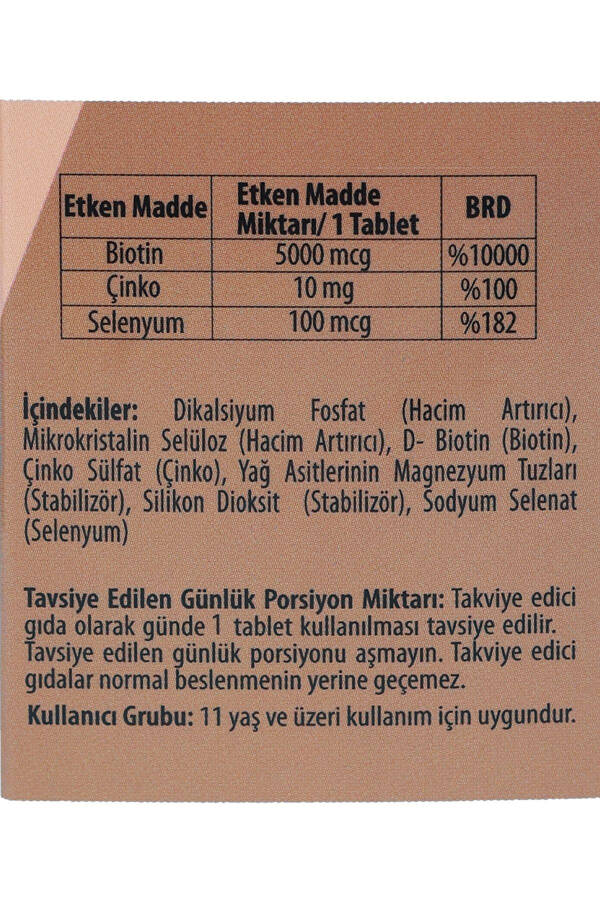 Etken Madde Etken Madde Miktarı/ 1 Tablet BRD
Biotin 5000 mcg %10000
Çinko 10 mg %100
Selenyum 100 mcg %182
İçindekiler: Dikalsiyum Fosfat (Hacim Artırıcı),
Mikrokristalin Selüloz (Hacim Artırıcı), D- Biotin (Biotin),
Çinko Sülfat (Çinko), Yağ Asitlerinin Magnezyum Tuzları
(Stabilizör), Silikon Dioksit (Stabilizör), Sodyum Selenat
(Selenyum)
Tavsiye Edilen Günlük Porsiyon Miktarı: Takviye edici
gıda olarak günde 1 tablet kullanılması tavsiye edilir.
Tavsiye edilen günlük porsiyonu aşmayın. Takviye edici
gıdalar normal beslenmenin yerine geçemez.
Kullanıcı Grubu: 11 yaş ve üzeri kullanım için uygundur.